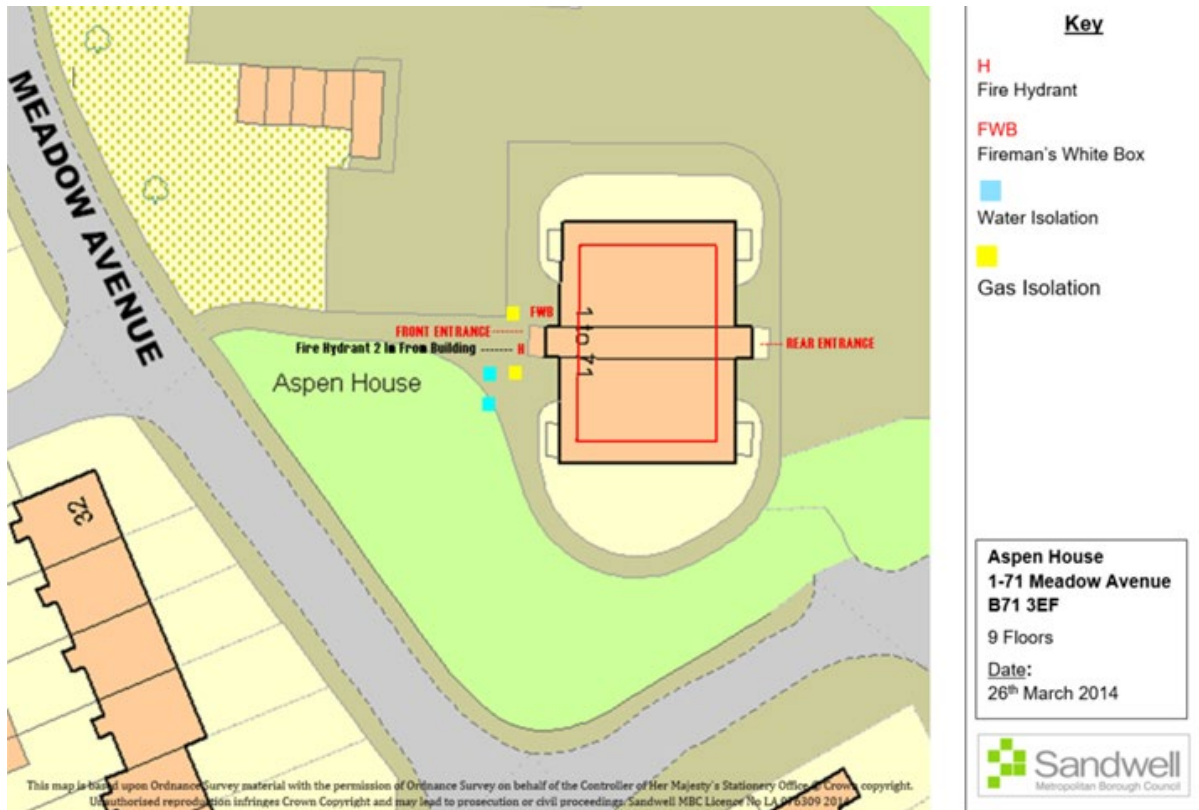 MEADOW AVENUE
FWB
FRONT ENTRANCE
Fire Hydrant 2 In From Building
H
1 to 71
REAR ENTRANCE
Aspen House
32
This map is based upon Ordnance Survey material with the permission of Ordnance Survey on behalf of the Controller of Her Majesty's Stationery Office © Crown copyright.
Unauthorised reproduction infringes Crown Copyright and may lead to prosecution or civil proceedings. Sandwell MBC Licence No LA 2014
Key
H
Fire Hydrant
FWB
Fireman's White Box
Water Isolation
Gas Isolation
Aspen House
1-71 Meadow Avenue
B71 3EF
9 Floors
Date:
26th March 2014
Sandwell
Metropolitan Borough Council